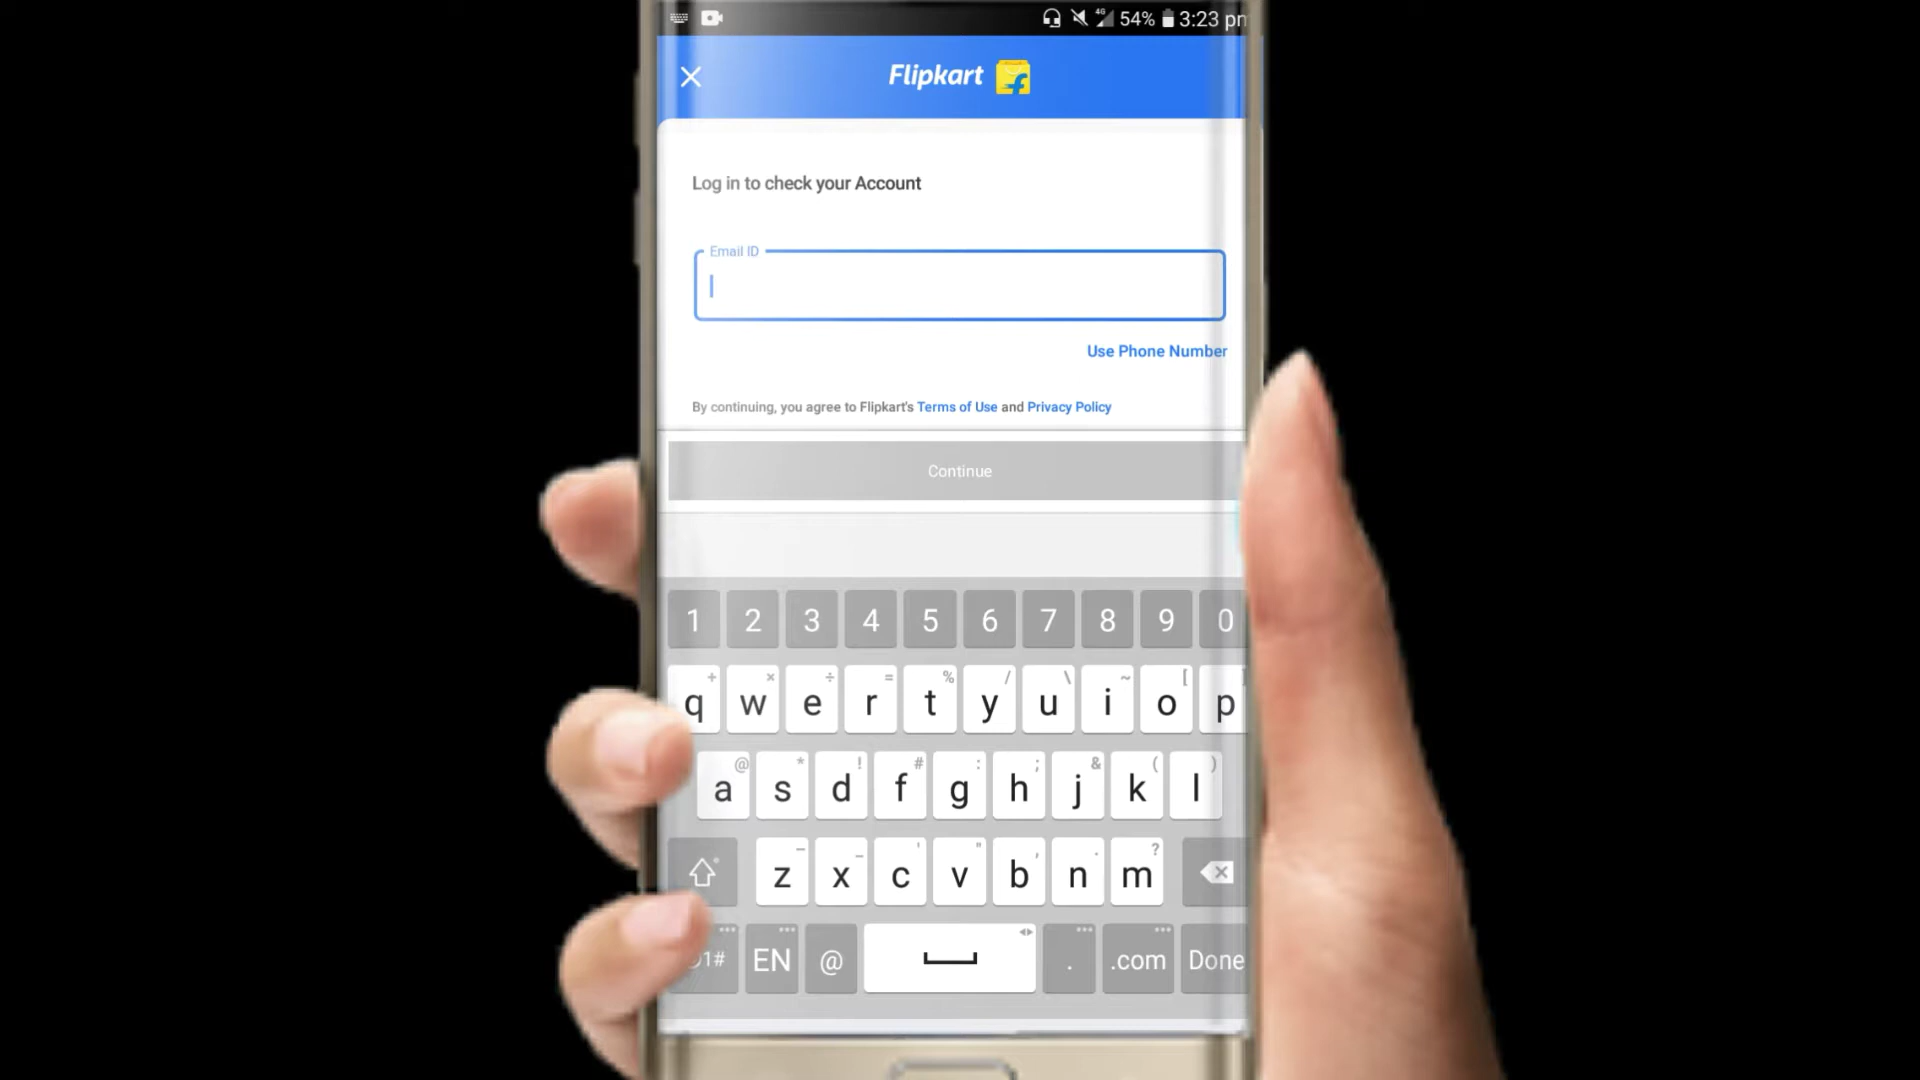 4G 54% 3:23 pm
Flipkart
Log in to check your Account
Email ID
Use Phone Number
By continuing, you agree to Flipkart's Terms of Use and Privacy Policy
Continue
1 2 3 4 5 6 7 8 9 0
+ × ÷ = % / \ ~ [ ]
q w e r t y u i o p
@ * ! # : ; & ( )
a s d f g h j k l
- _ ' " , . ?
z x c v b n m
1# EN @ . .com Done